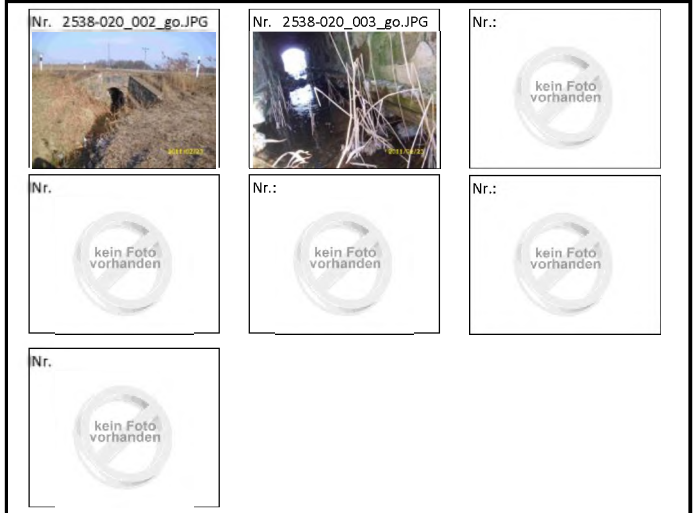 Nr. 2538-020_002_go.JPG
Nr. 2538-020_003_go.JPG
Nr.:
kein Foto
vorhanden
Nr.
kein Foto
vorhanden
Nr.:
kein Foto
vorhanden
Nr.:
kein Foto
vorhanden
Nr.
kein Foto
vorhanden